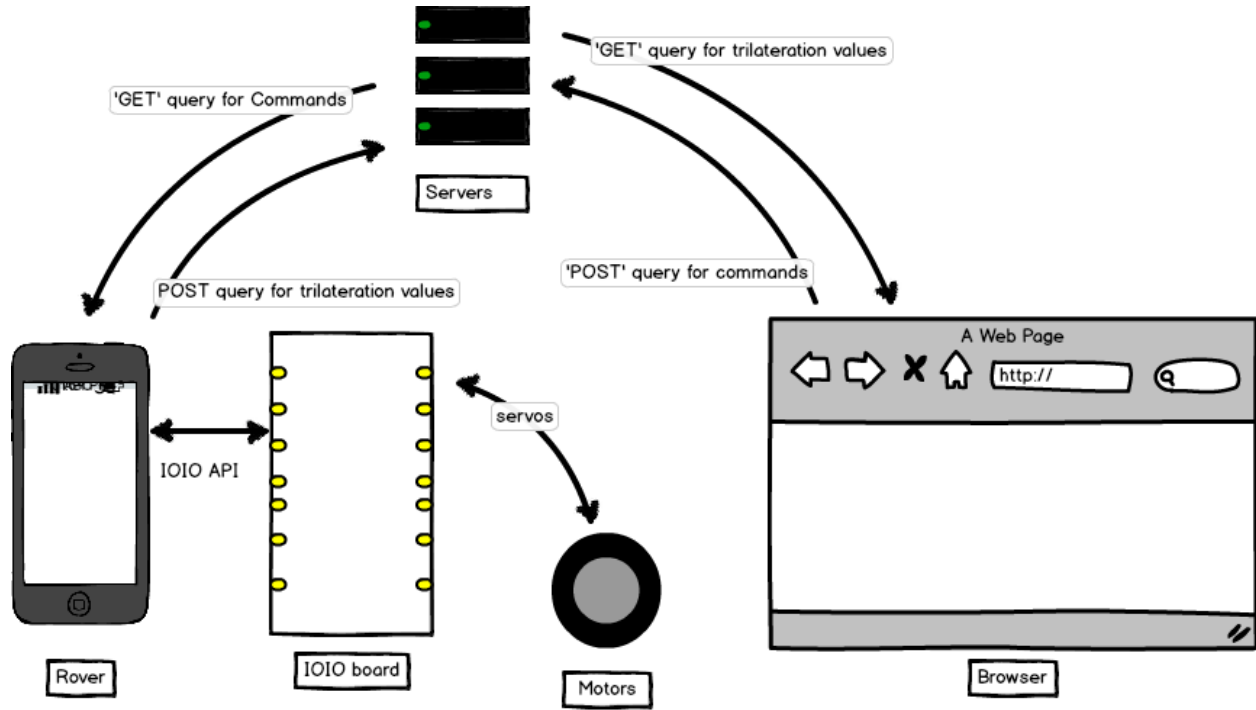 'GET' query for trilateration values
'GET' query for Commands
Servers
'POST' query for commands
POST query for trilateration values
A Web Page
http://
servos
IOIO API
Rover
IOIO board
Motors
Browser